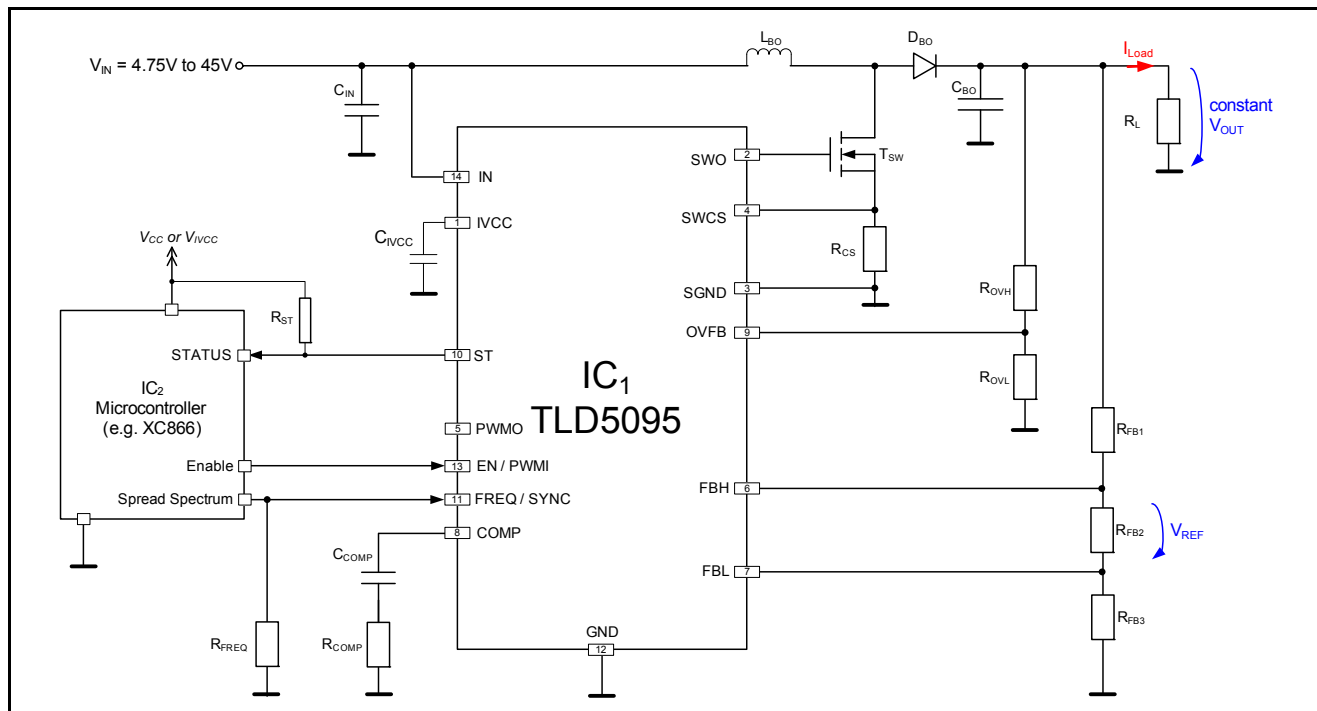 L_BO
D_BO
I_Load
V_IN = 4.75V to 45V
C_IN
C_BO
R_L
constant
V_OUT
SWO
2
T_SW
14
IN
SWCS
4
1
IVCC
C_IVCC
R_CS
V_CC or V_IVCC
SGND
3
R_OVH
R_ST
OVFB
9
STATUS
10
ST
IC_1
TLD5095
R_OVL
IC_2
Microcontroller
(e.g. XC866)
5
PWMO
R_FB1
Enable
13
EN / PWMI
Spread Spectrum
11
FREQ / SYNC
FBH
6
8
COMP
R_FB2
V_REF
C_COMP
FBL
7
R_FB3
R_FREQ
R_COMP
GND
12